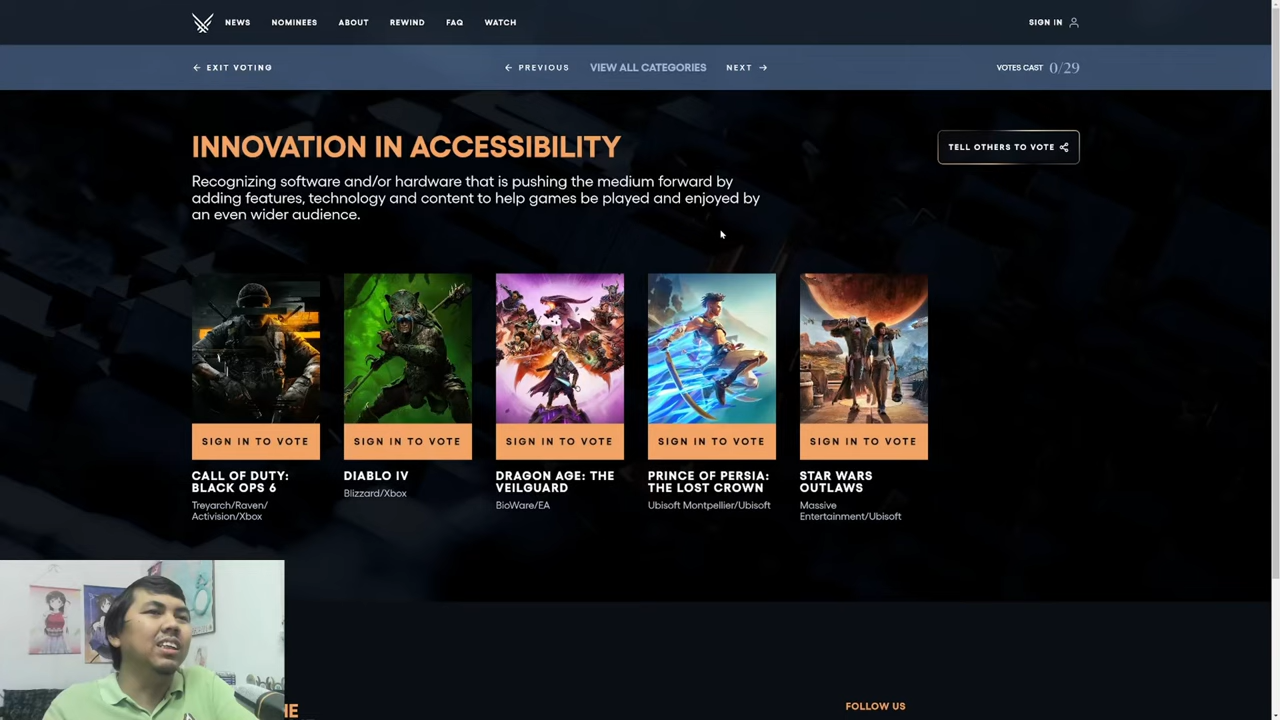 NEWS NOMINEES ABOUT REWIND FAQ WATCH SIGN IN
← EXIT VOTING ← PREVIOUS VIEW ALL CATEGORIES NEXT → VOTES CAST 0/29
INNOVATION IN ACCESSIBILITY
TELL OTHERS TO VOTE
Recognizing software and/or hardware that is pushing the medium forward by
adding features, technology and content to help games be played and enjoyed by
an even wider audience.
SIGN IN TO VOTE SIGN IN TO VOTE SIGN IN TO VOTE SIGN IN TO VOTE SIGN IN TO VOTE
CALL OF DUTY:
BLACK OPS 6
Treyarch/Raven/
Activision/Xbox
DIABLO IV
Blizzard/Xbox
DRAGON AGE: THE
VEILGUARD
BioWare/EA
PRINCE OF PERSIA:
THE LOST CROWN
Ubisoft Montpellier/Ubisoft
STAR WARS
OUTLAWS
Massive
Entertainment/Ubisoft
FOLLOW US